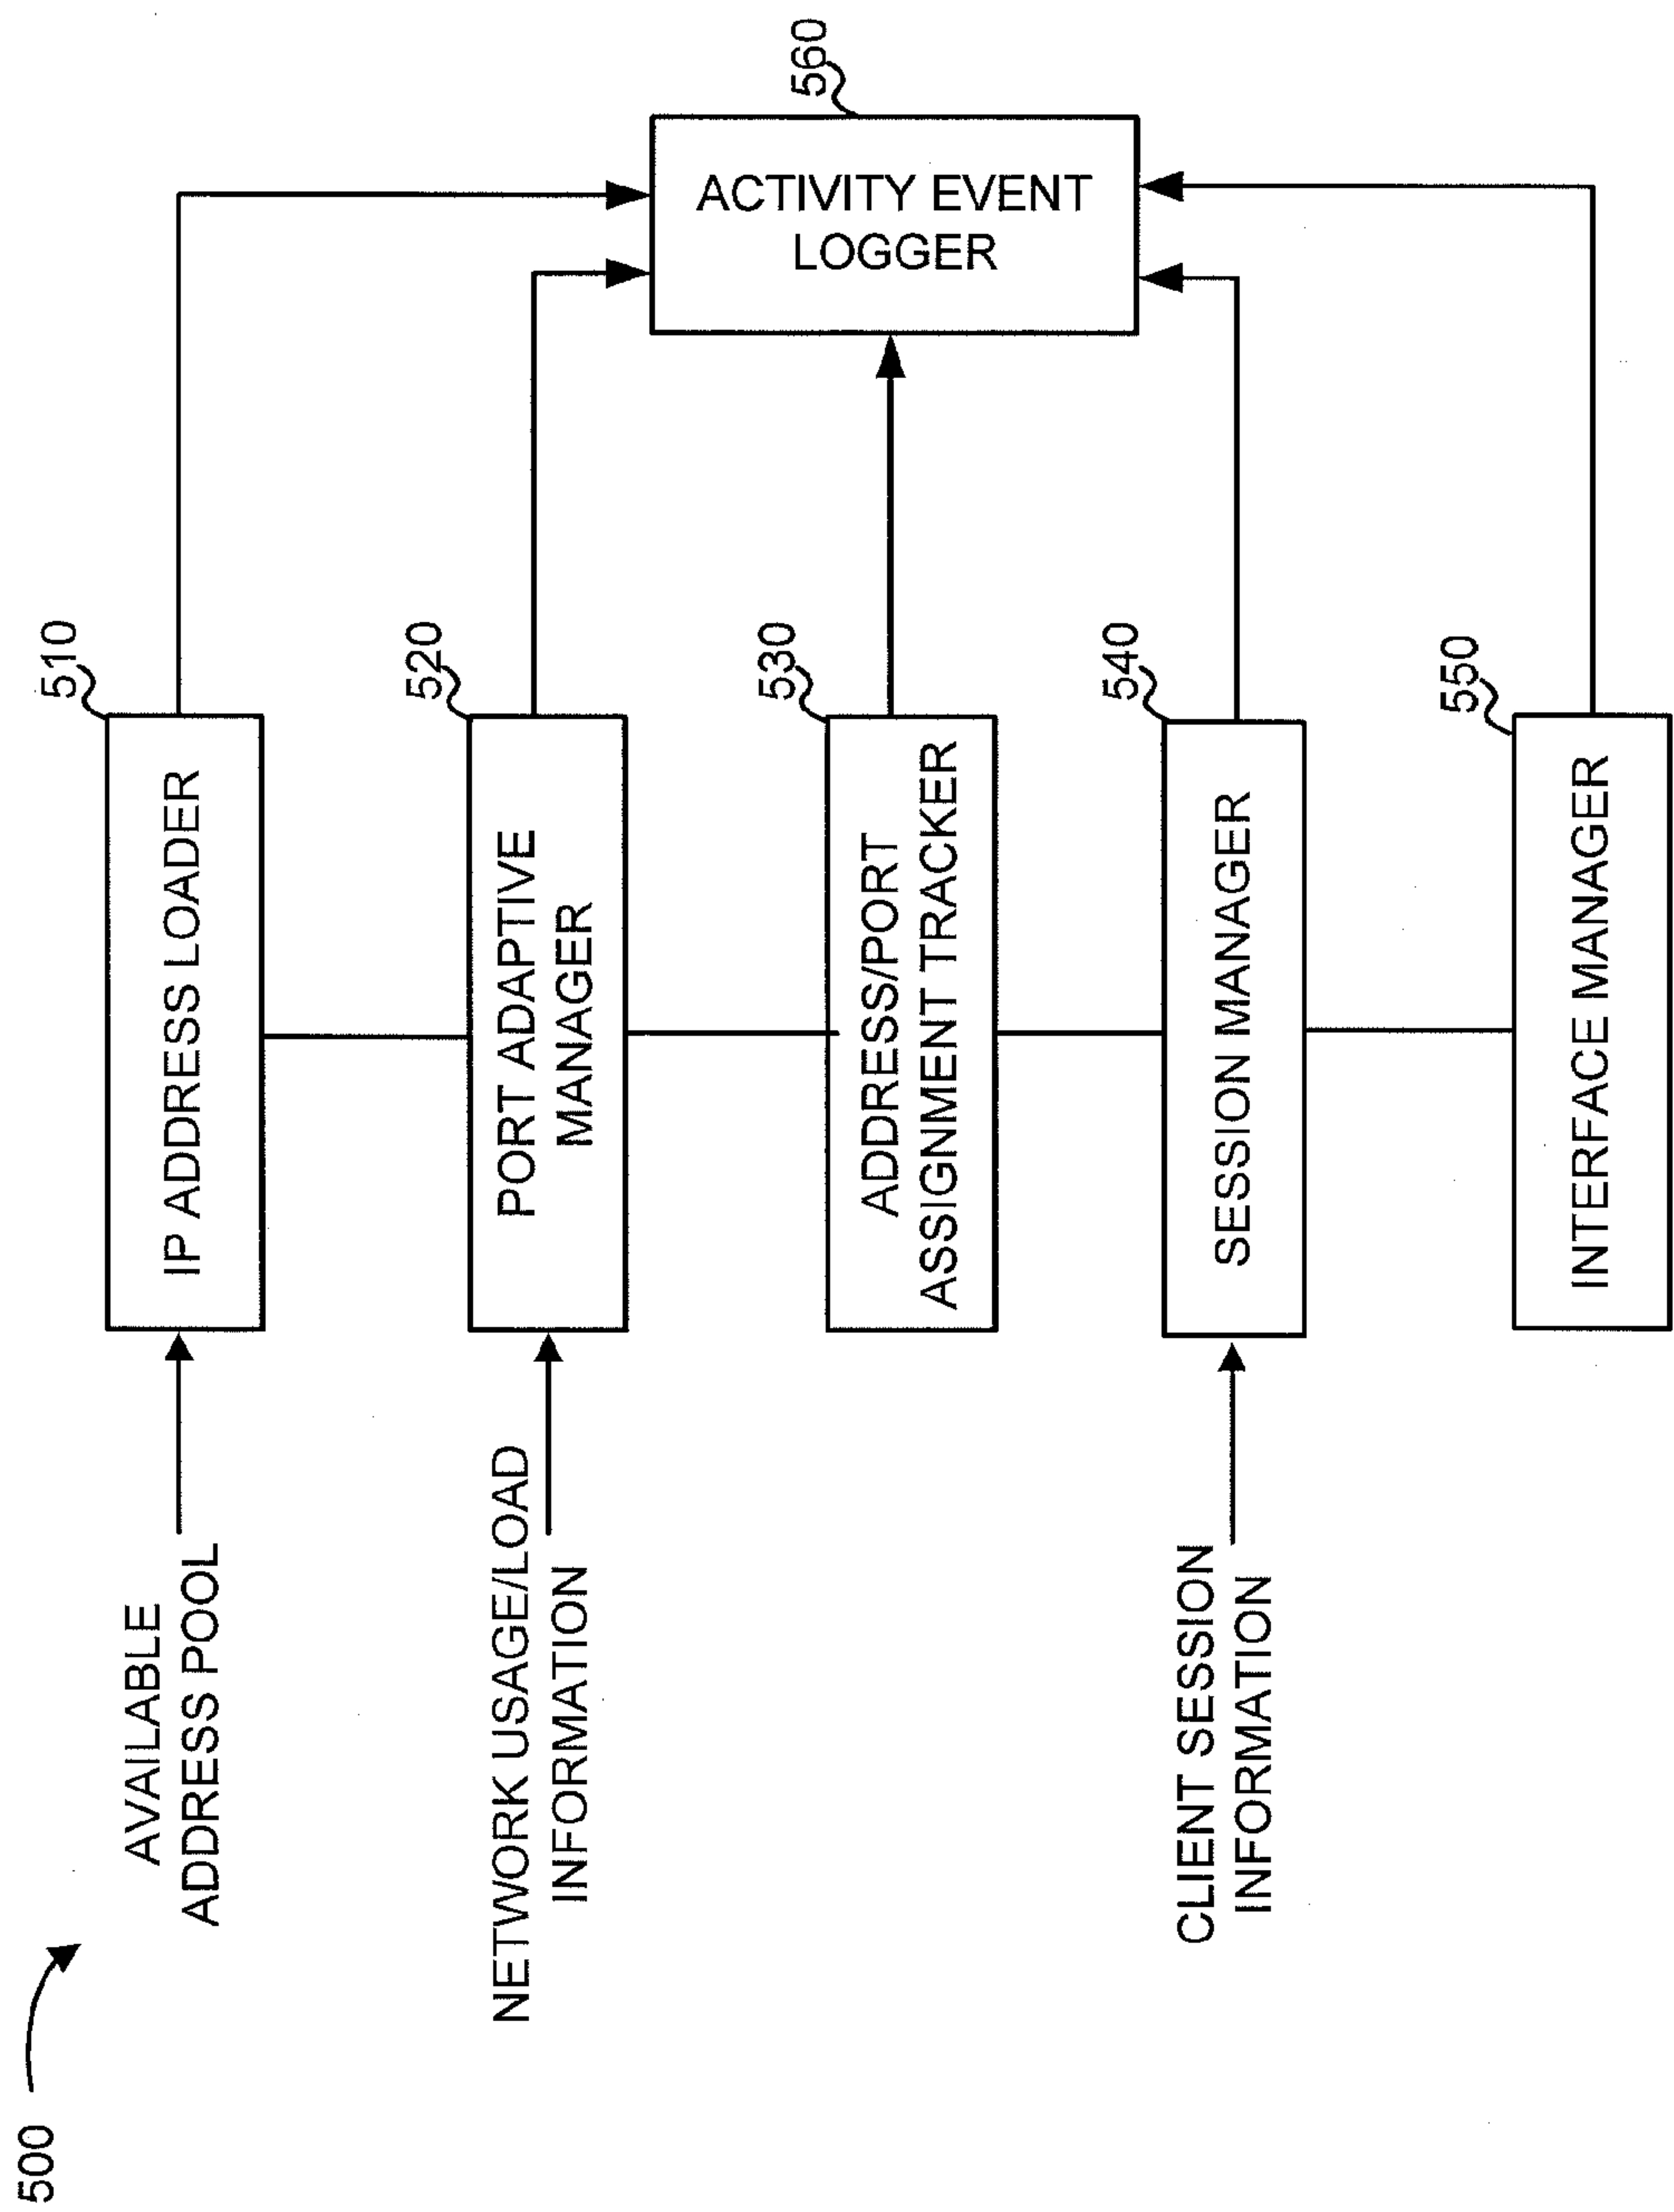 500
AVAILABLE
ADDRESS POOL
510
IP ADDRESS LOADER
NETWORK USAGE/LOAD
INFORMATION
520
PORT ADAPTIVE
MANAGER
530
ADDRESS/PORT
ASSIGNMENT TRACKER
CLIENT SESSION
INFORMATION
540
SESSION MANAGER
550
INTERFACE MANAGER
560
ACTIVITY EVENT
LOGGER